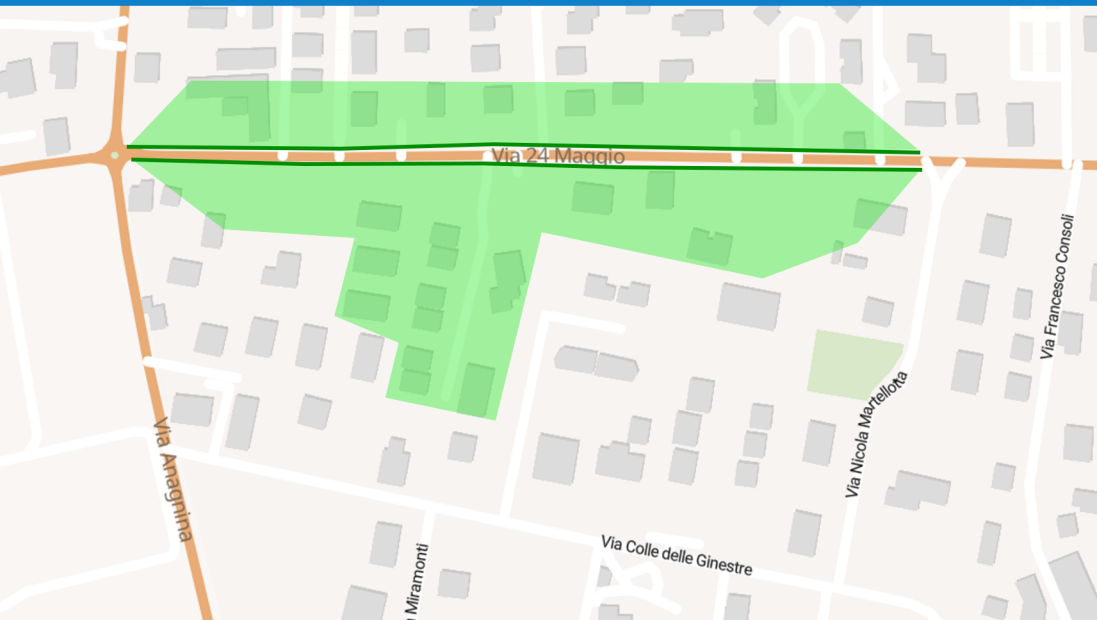 Via 24 Maggio
Via Francesco Consoli
Via Nicola Martellotta
Via Anagnina
Via Colle delle Ginestre
Miramonti